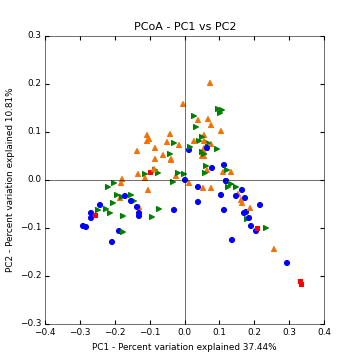 PCoA - PC1 vs PC2
PC2 - Percent variation explained 10.81%
0.3
0.2
0.1
0.0
−0.1
−0.2
−0.3
−0.4 −0.3 −0.2 −0.1 0.0 0.1 0.2 0.3 0.4
PC1 - Percent variation explained 37.44%